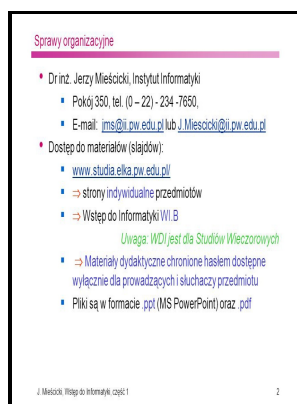 Sprawy organizacyjne
• Dr inż. Jerzy Mieścicki, Instytut Informatyki
▪ Pokój 350, tel. (0 – 22) - 234 -7650,
▪ E-mail: jms@ii.pw.edu.pl lub J.Miescicki@ii.pw.edu.pl
• Dostęp do materiałów (slajdów):
▪ www.studia.elka.pw.edu.pl/
▪ ⇒ strony indywidualne przedmiotów
▪ ⇒ Wstęp do Informatyki WI.B
Uwaga: WDI jest dla Studiów Wieczorowych
▪ ⇒ Materiały dydaktyczne chronione hasłem dostępne
wyłącznie dla prowadzących i słuchaczy przedmiotu
▪ Pliki są w formacie .ppt (MS PowerPoint) oraz .pdf
J. Mieścicki, Wstęp do Informatyki, część 1
2